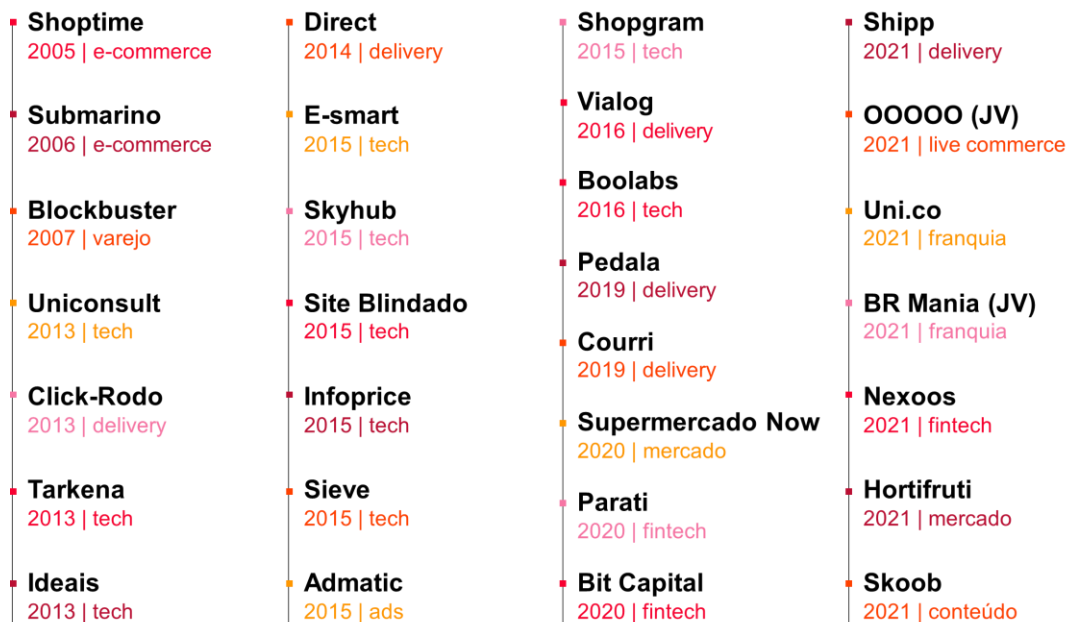 Shoptime
2005 | e-commerce
Submarino
2006 | e-commerce
Blockbuster
2007 | varejo
Uniconsult
2013 | tech
Click-Rodo
2013 | delivery
Tarkena
2013 | tech
Ideais
2013 | tech
Direct
2014 | delivery
E-smart
2015 | tech
Skyhub
2015 | tech
Site Blindado
2015 | tech
Infoprice
2015 | tech
Sieve
2015 | tech
Admatic
2015 | ads
Shopgram
2015 | tech
Vialog
2016 | delivery
Boolabs
2016 | tech
Pedala
2019 | delivery
Courri
2019 | delivery
Supermercado Now
2020 | mercado
Parati
2020 | fintech
Bit Capital
2020 | fintech
Shipp
2021 | delivery
OOOOO (JV)
2021 | live commerce
Uni.co
2021 | franquia
BR Mania (JV)
2021 | franquia
Nexoos
2021 | fintech
Hortifruti
2021 | mercado
Skoob
2021 | conteúdo